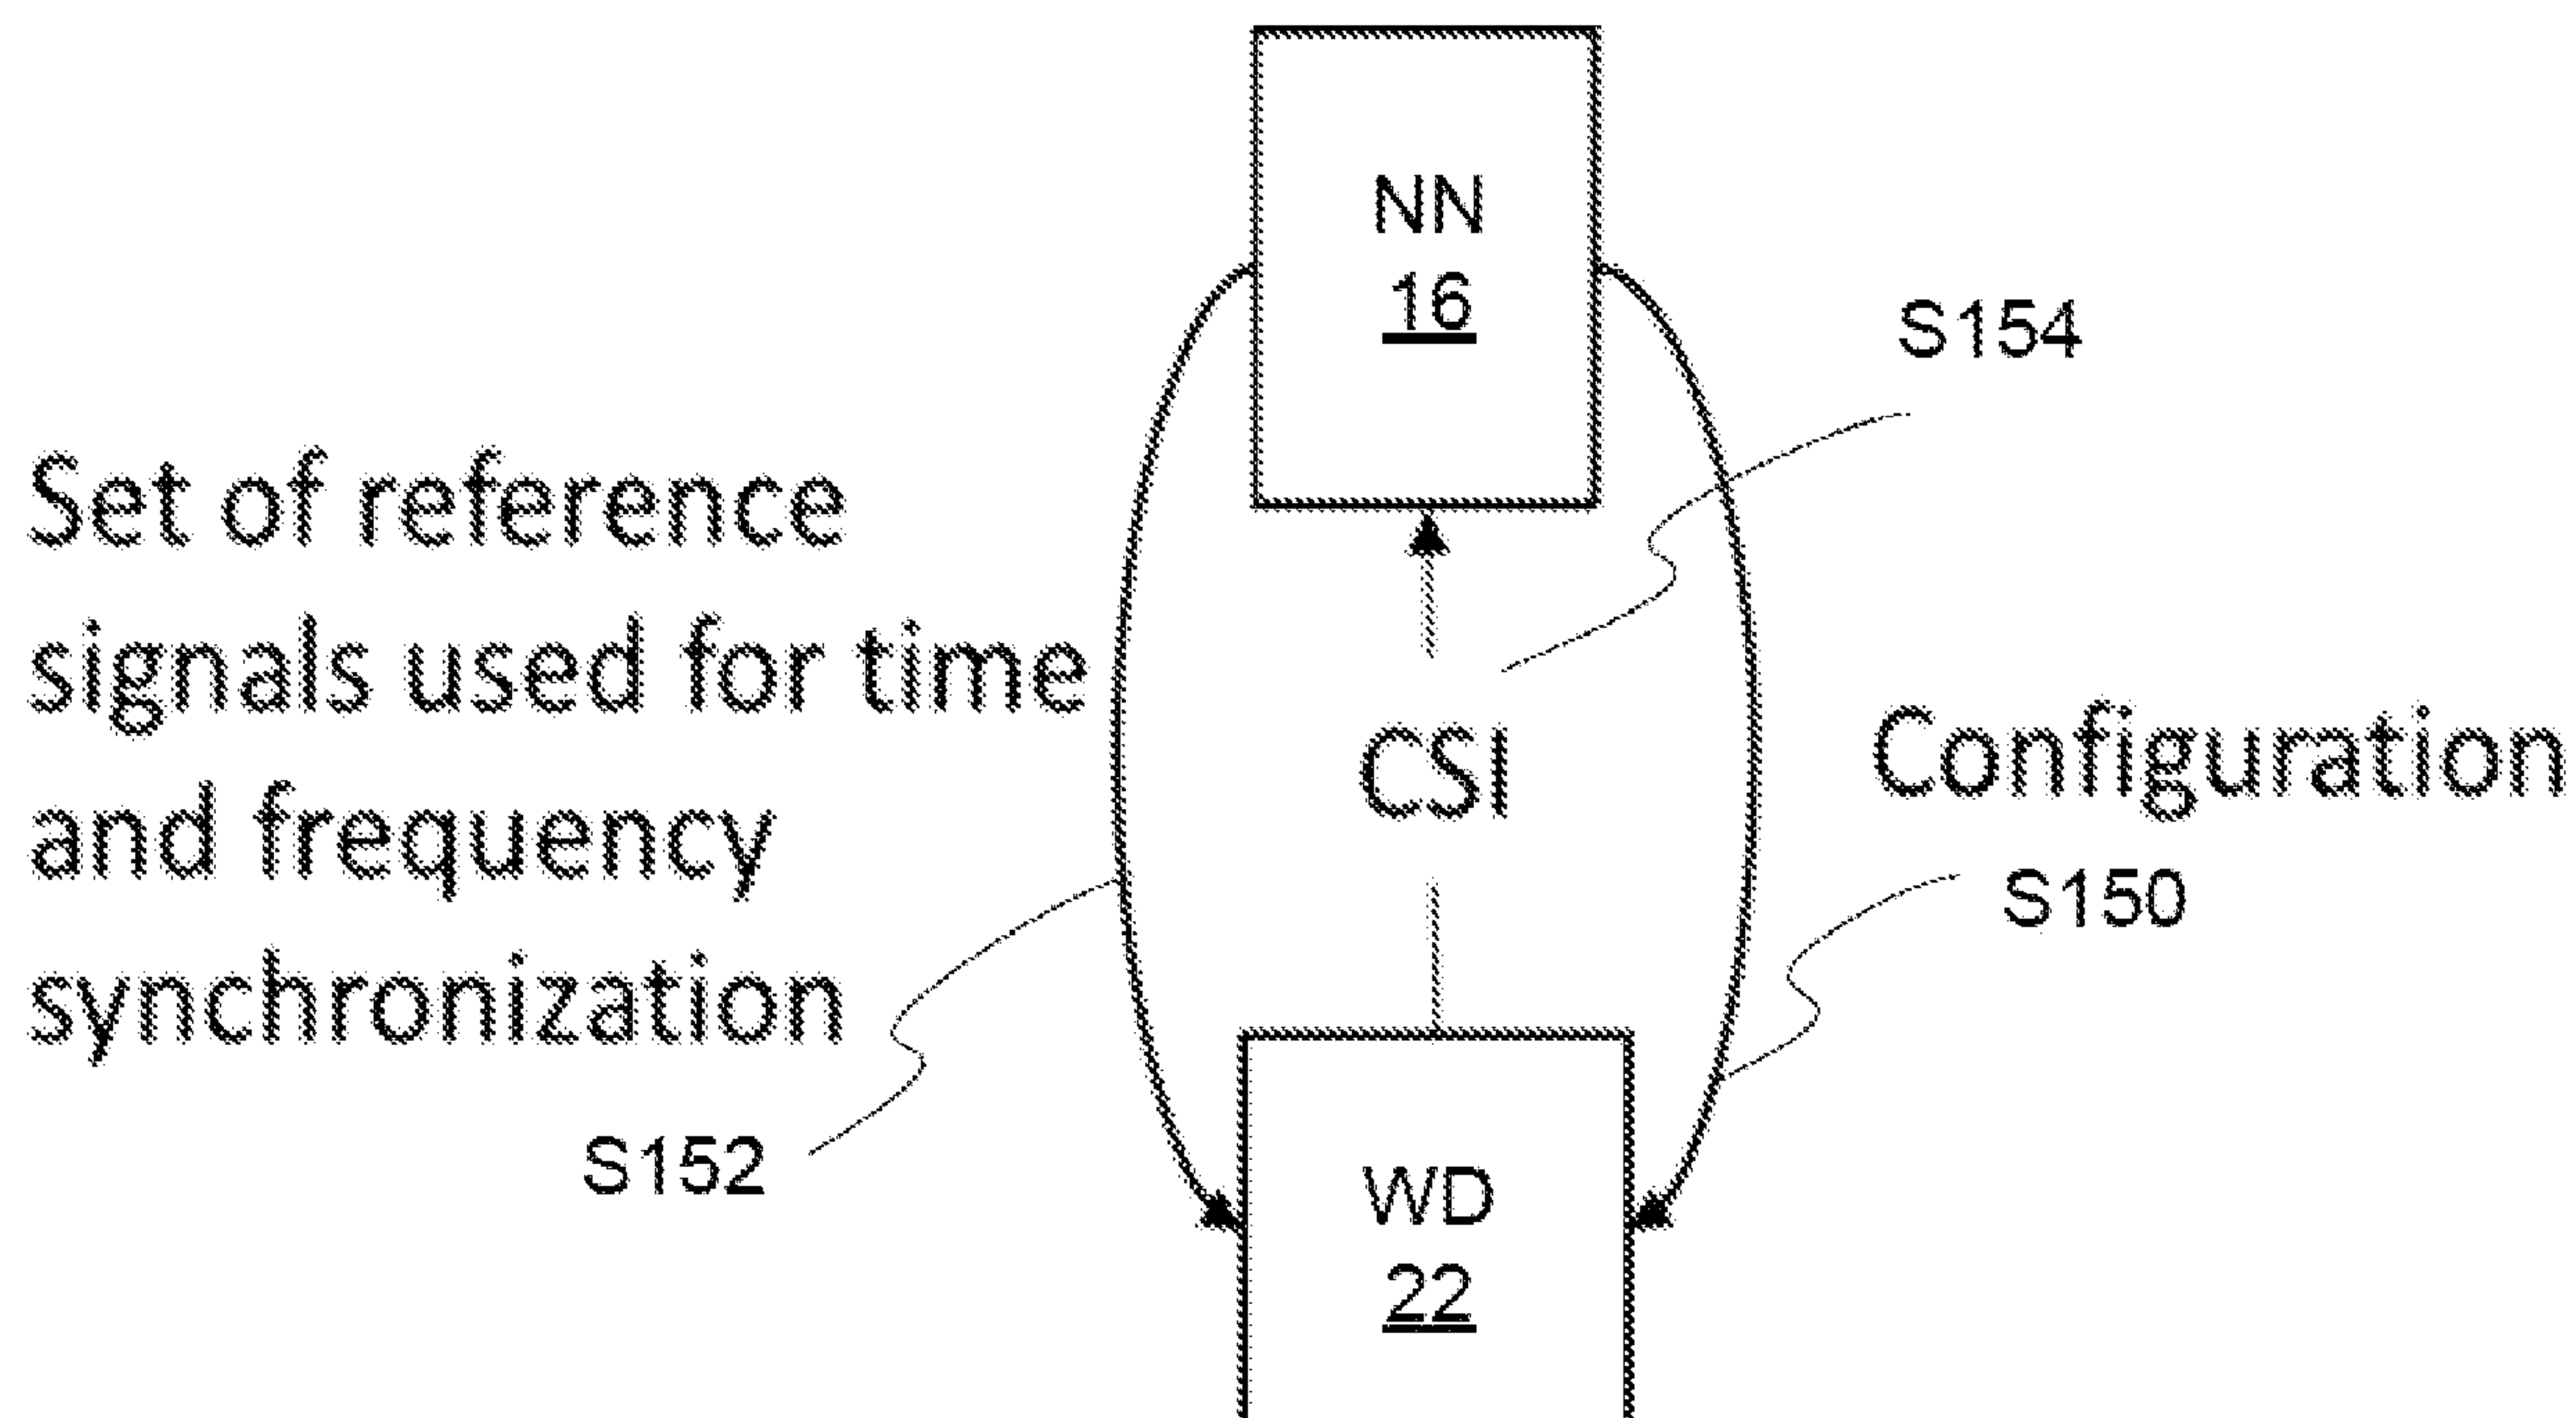 NN
16
S154
Set of reference
signals used for time
and frequency
synchronization
CSI
Configuration
S150
S152
WD
22